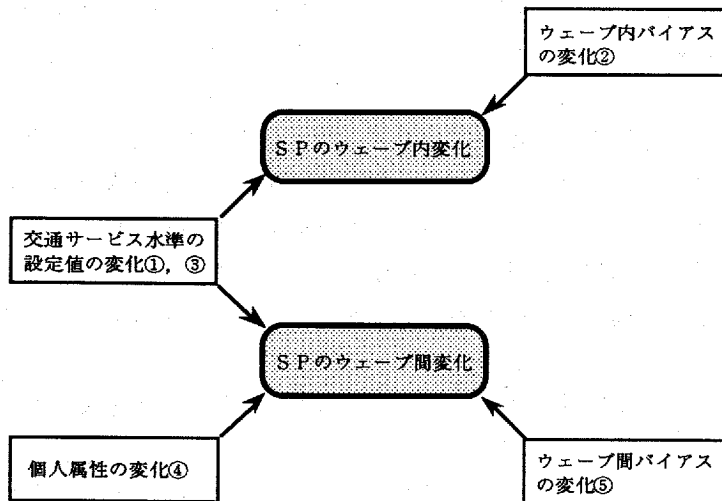 ウェーブ内バイアス
の変化②
ＳＰのウェーブ内変化
交通サービス水準の
設定値の変化①，③
ＳＰのウェーブ間変化
個人属性の変化④
ウェーブ間バイアス
の変化⑤